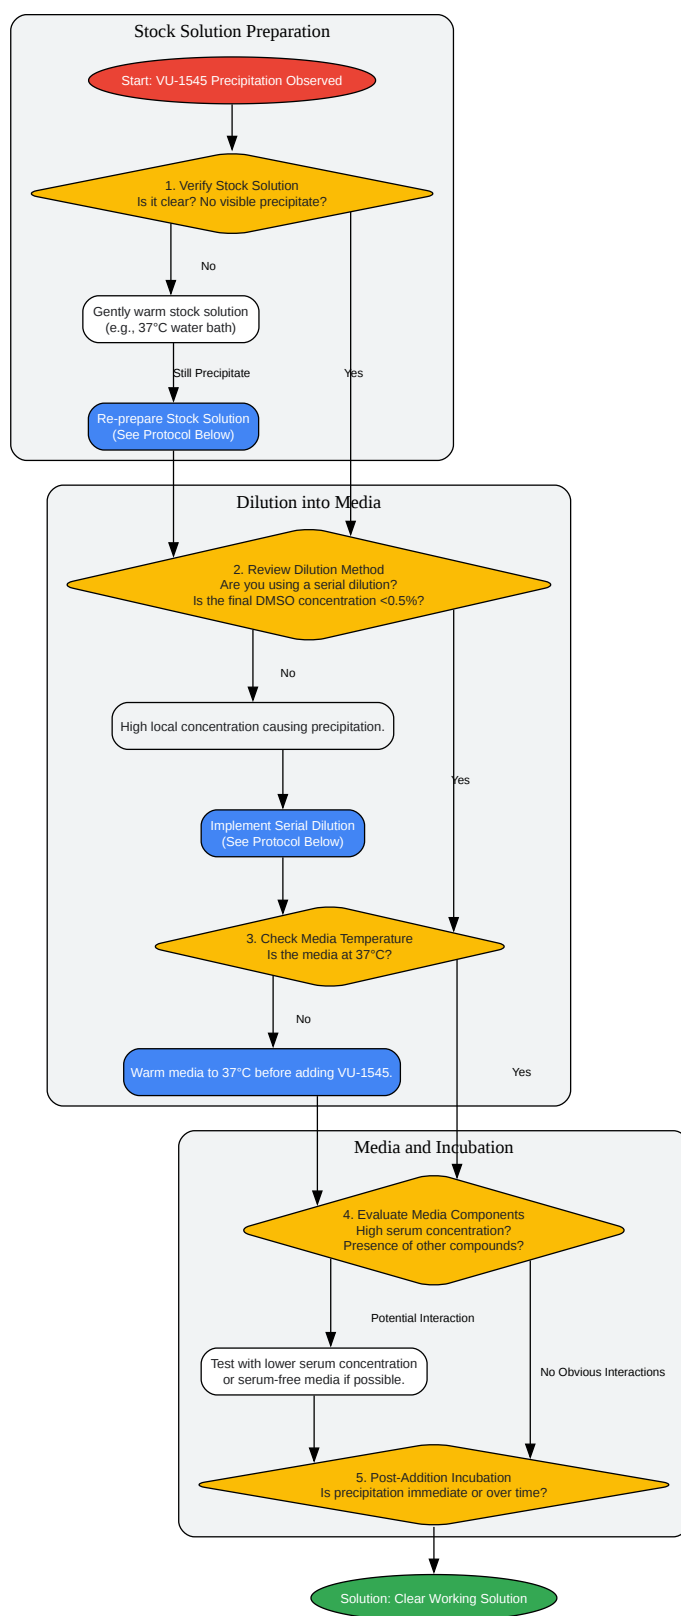 Stock Solution Preparation
Start: VU-1545 Precipitation Observed
1. Verify Stock Solution
Is it clear? No visible precipitate?
No
Gently warm stock solution
(e.g., 37°C water bath)
Still Precipitate
Yes
Re-prepare Stock Solution
(See Protocol Below)
Dilution into Media
2. Review Dilution Method
Are you using a serial dilution?
Is the final DMSO concentration <0.5%?
No
High local concentration causing precipitation.
Yes
Implement Serial Dilution
(See Protocol Below)
3. Check Media Temperature
Is the media at 37°C?
No
Warm media to 37°C before adding VU-1545.
Yes
Media and Incubation
4. Evaluate Media Components
High serum concentration?
Presence of other compounds?
Potential Interaction
Test with lower serum concentration
or serum-free media if possible.
No Obvious Interactions
5. Post-Addition Incubation
Is precipitation immediate or over time?
Solution: Clear Working Solution